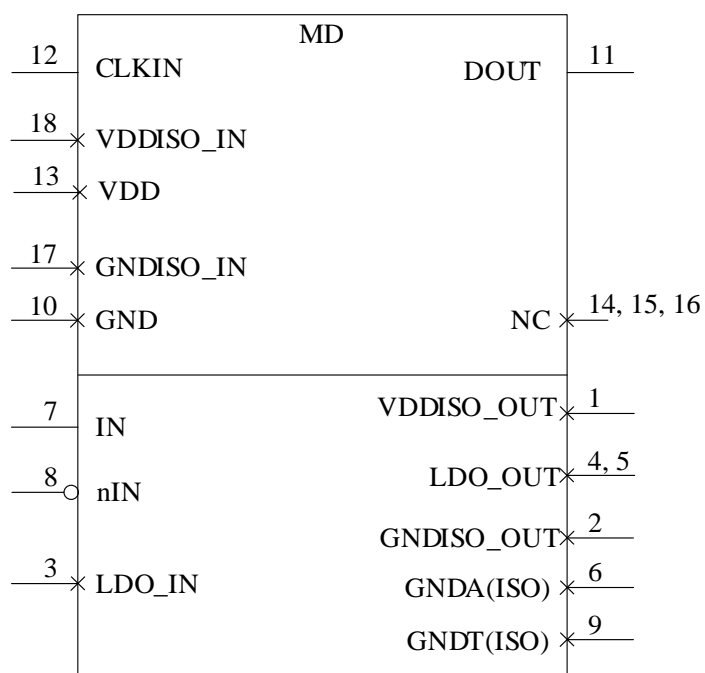 MD
12 CLKIN DOUT 11
18 VDDISO_IN
13 VDD
17 GNDISO_IN
10 GND NC 14, 15, 16
VDDISO_OUT 1
7 IN
LDO_OUT 4, 5
8 nIN
GNDISO_OUT 2
3 LDO_IN GNDA(ISO) 6
GNDT(ISO) 9